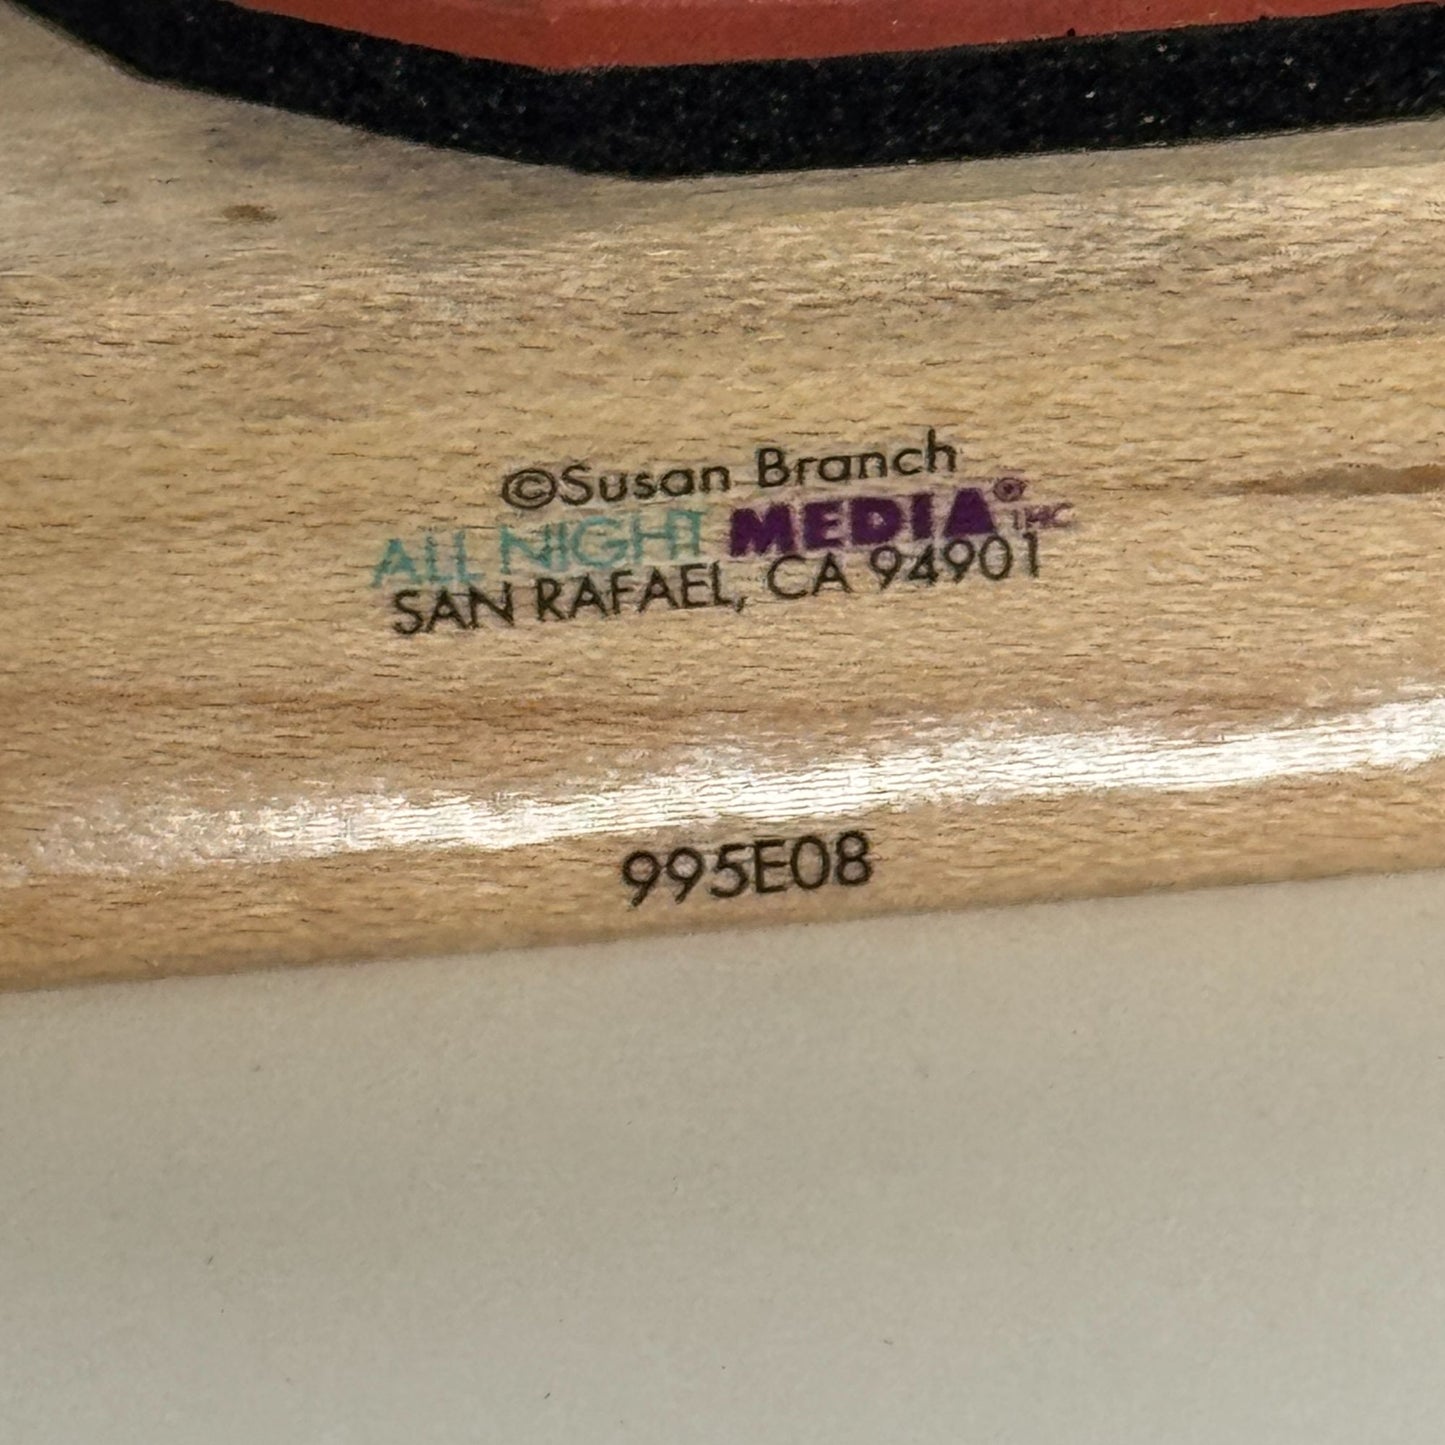 ©Susan Branch
ALL NIGHT MEDIA® INC
SAN RAFAEL, CA 94901
995E08